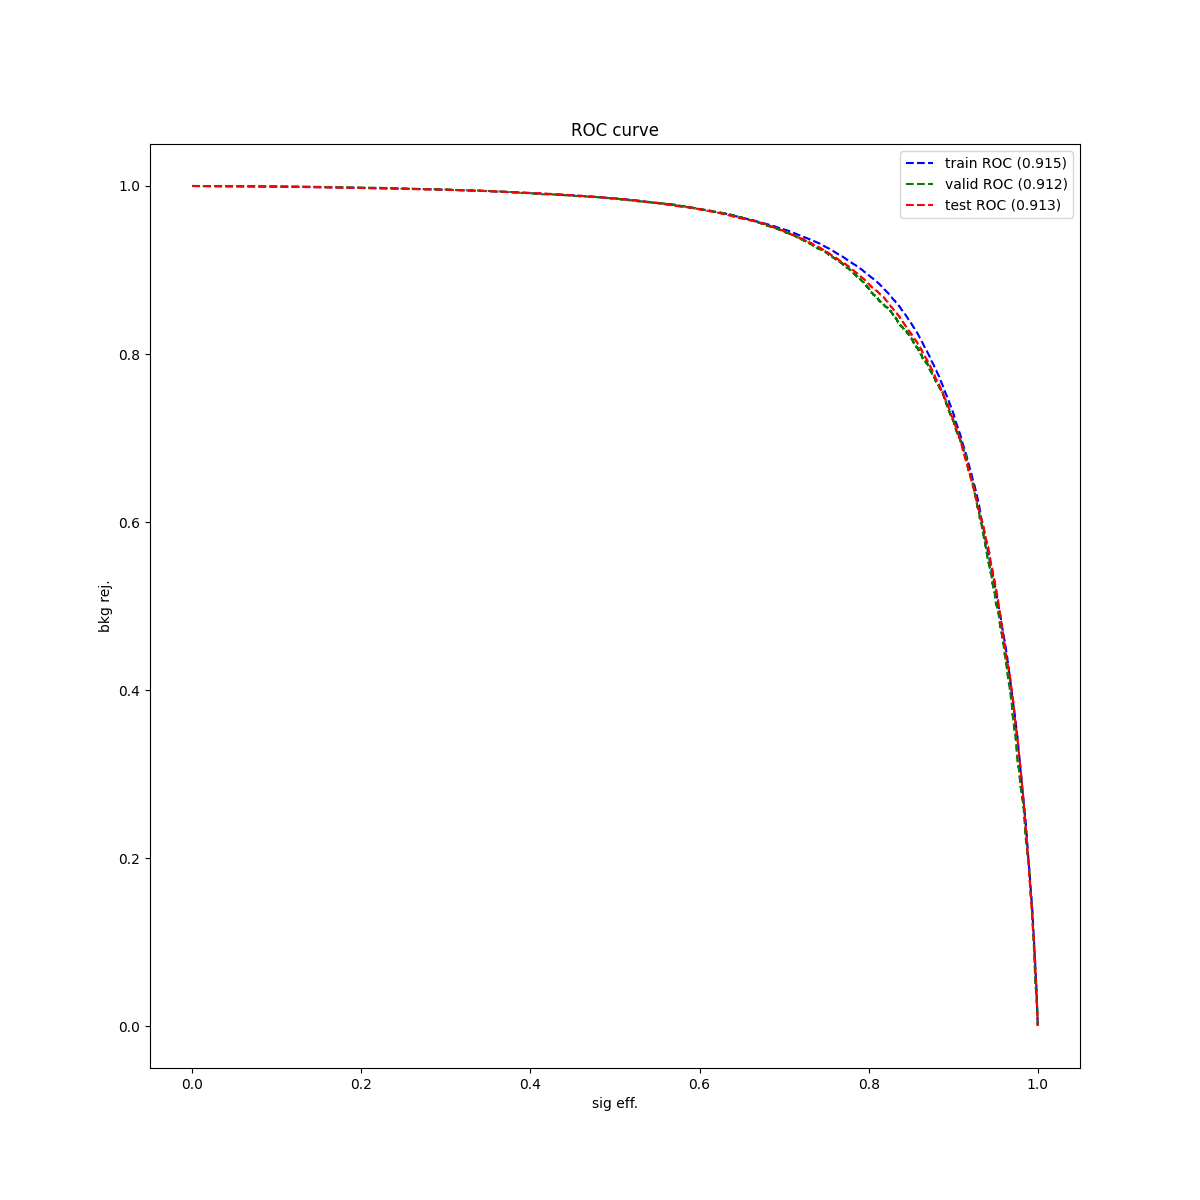 ROC curve
train ROC (0.915)
valid ROC (0.912)
test ROC (0.913)
1.0
0.8
0.6
0.4
0.2
0.0
bkg rej.
0.0 0.2 0.4 0.6 0.8 1.0
sig eff.